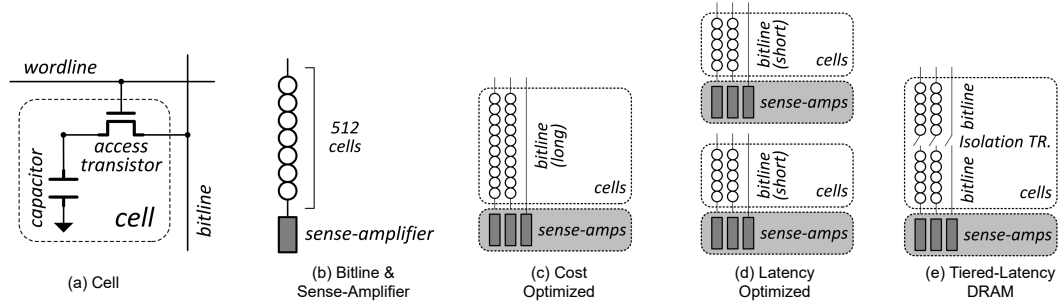 wordline
access
transistor
capacitor
cell
bitline
(a) Cell
512
cells
sense-amplifier
(b) Bitline &
Sense-Amplifier
bitline
(long)
cells
sense-amps
(c) Cost
Optimized
bitline
(short)
cells
sense-amps
bitline
(short)
cells
sense-amps
(d) Latency
Optimized
bitline
Isolation TR.
bitline
cells
sense-amps
(e) Tiered-Latency
DRAM